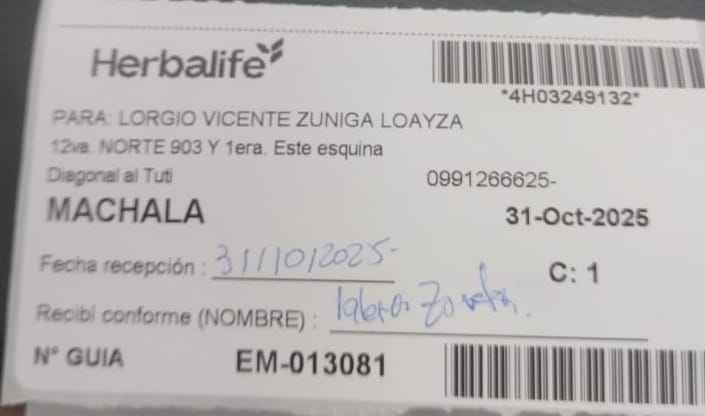 Herbalife
*4H03249132*
PARA: LORGIO VICENTE ZUNIGA LOAYZA
12va. NORTE 903 Y 1era. Este esquina
Diagonal al Tuti 0991266625-
MACHALA 31-Oct-2025
Fecha recepción : 31/10/2025-
C: 1
Recibi conforme (NOMBRE) :
N° GUIA EM-013081